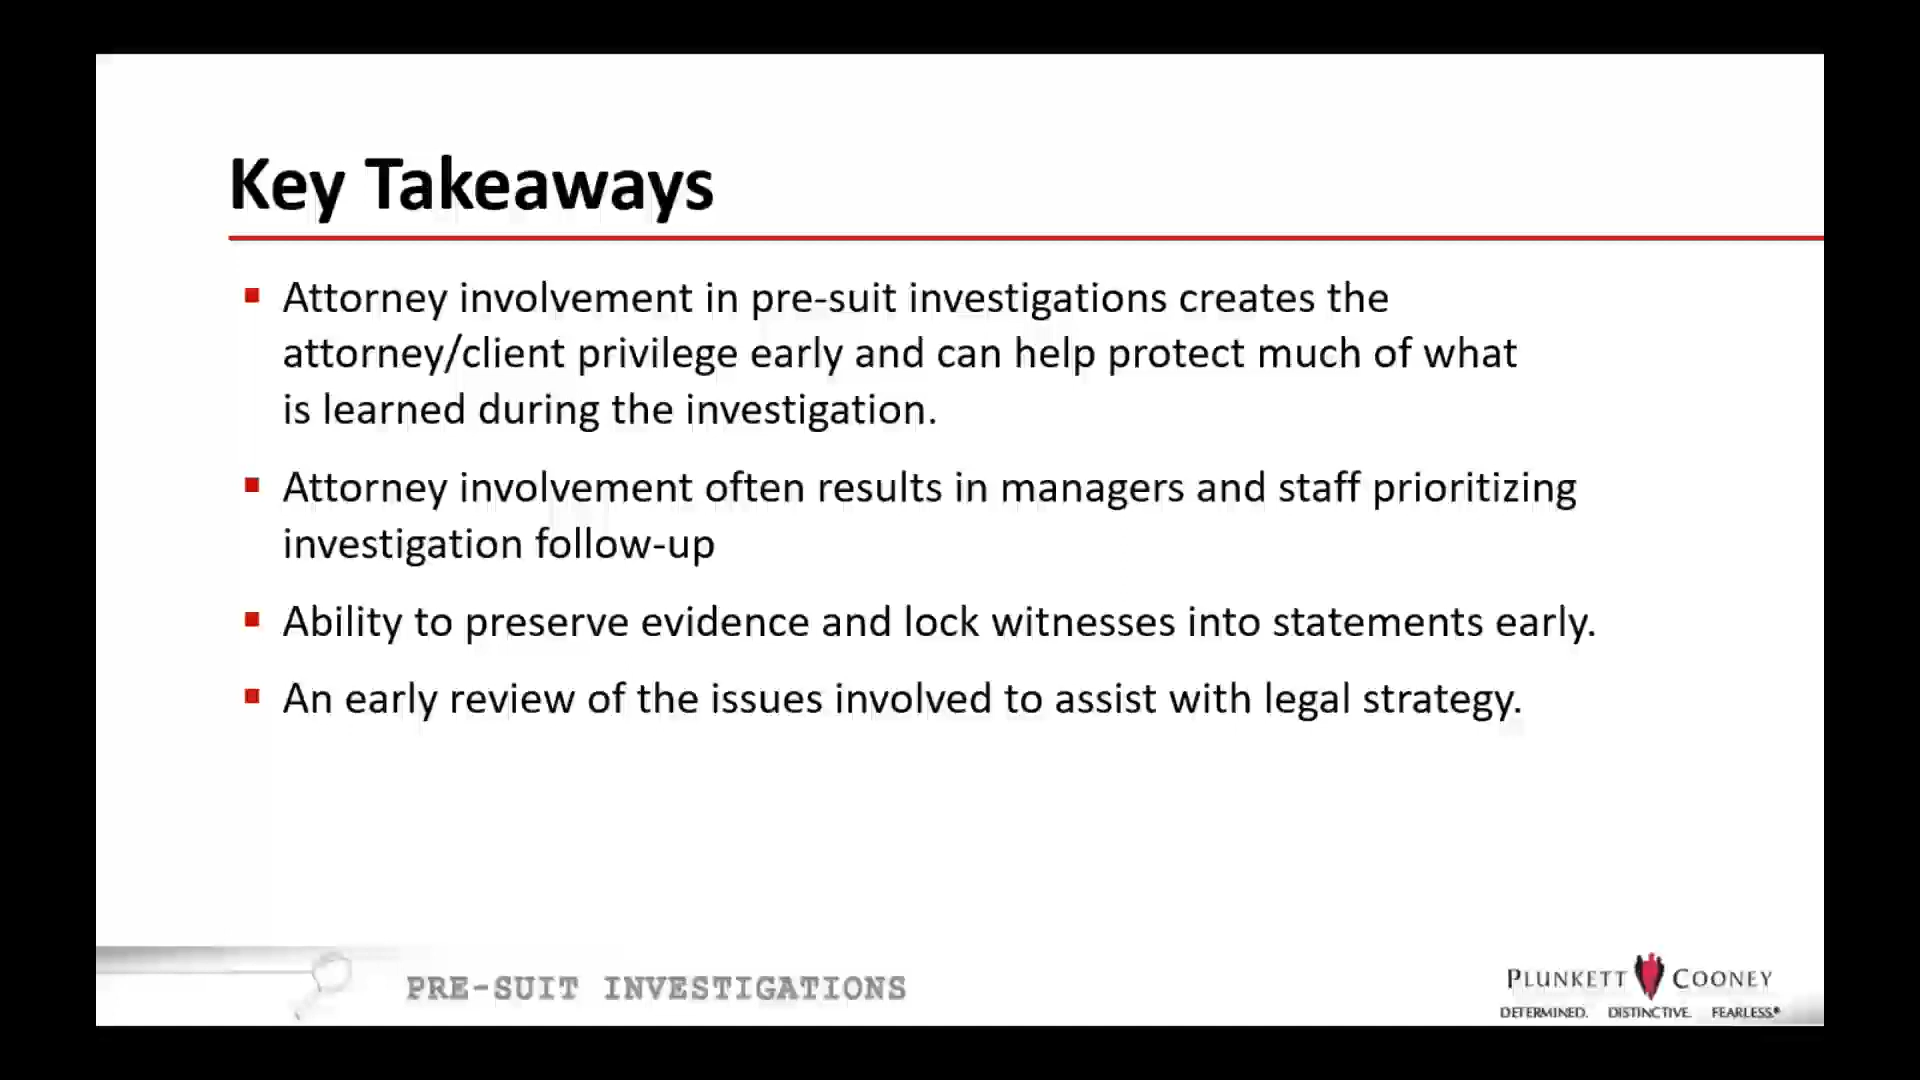 Key Takeaways
Attorney involvement in pre-suit investigations creates the
attorney/client privilege early and can help protect much of what
is learned during the investigation.
Attorney involvement often results in managers and staff prioritizing
investigation follow-up
Ability to preserve evidence and lock witnesses into statements early.
An early review of the issues involved to assist with legal strategy.
PRE-SUIT INVESTIGATIONS
PLUNKETT COONEY
DETERMINED. DISTINCTIVE. FEARLESS.®